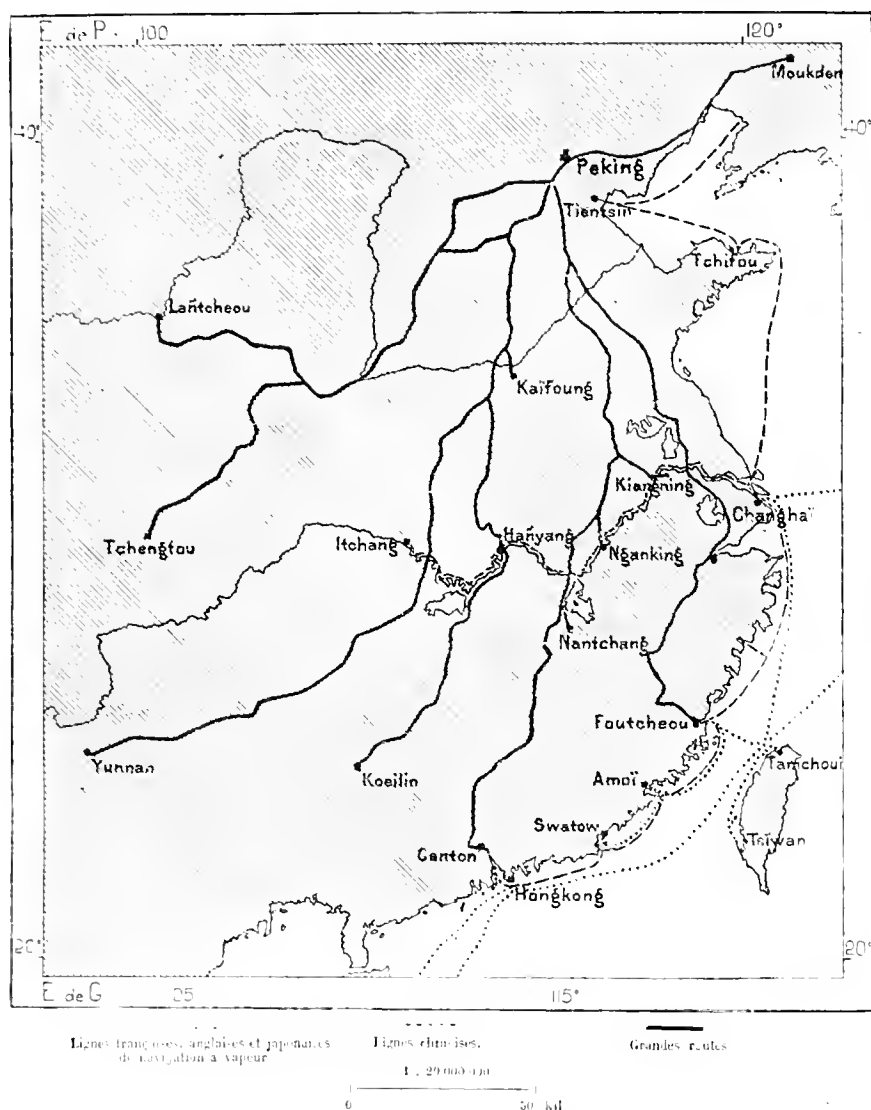 E de P. 100 120°
Moukden
40° 40°
Peking
Tientsin
Tchifou
Lantcheou
Kaïfoung
Kiangning
Changhaï
Tchengtou
Itchang
Hanyang
Nganking
Nantchang
Foutcheou
Yunnan
Koeilin
Amoï
Tamchoui
Swatow
Taïwan
Canton
Hongkong
20° 20°
E de G 115°
Lignes françaises, anglaises et japonaises Lignes chinoises. Grandes routes
de navigation à vapeur
0 kil